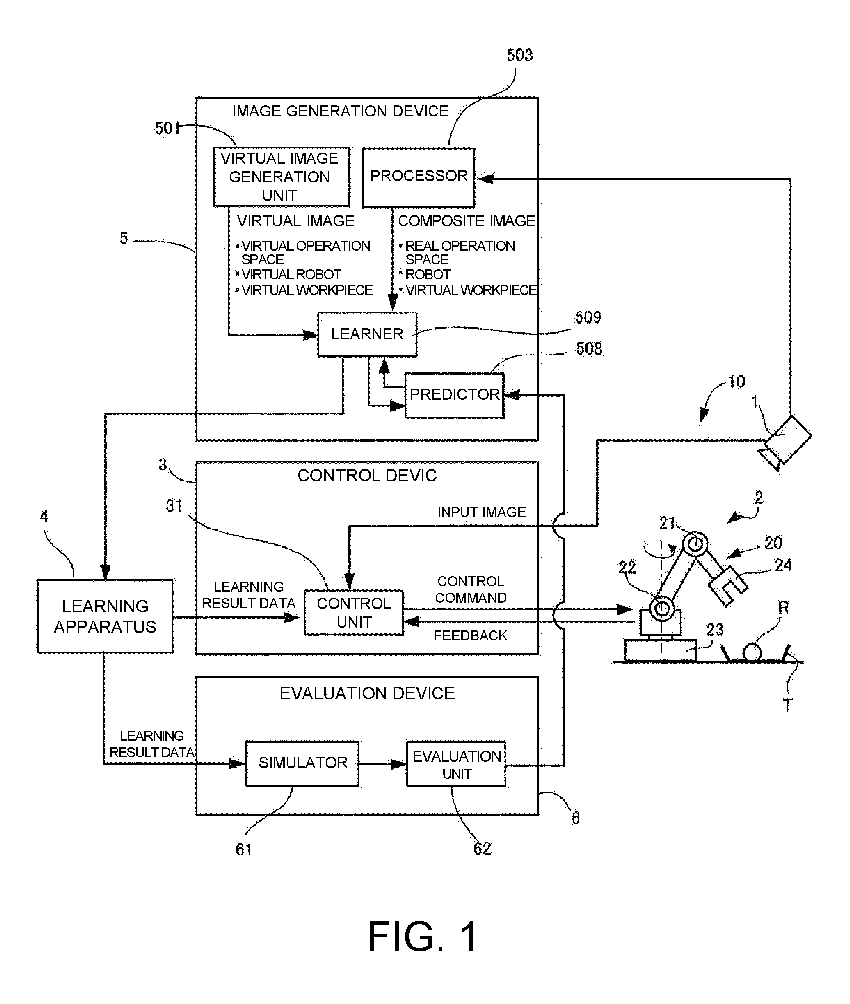 503
IMAGE GENERATION DEVICE
501
VIRTUAL IMAGE
GENERATION
UNIT
PROCESSOR
VIRTUAL IMAGE
• VIRTUAL OPERATION
SPACE
• VIRTUAL ROBOT
• VIRTUAL WORKPIECE
COMPOSITE IMAGE
• REAL OPERATION
SPACE
• ROBOT
• VIRTUAL WORKPIECE
5
LEARNER
509
508
PREDICTOR
10
1
3
CONTROL DEVIC
31
INPUT IMAGE
4
LEARNING
APPARATUS
LEARNING
RESULT DATA
CONTROL
UNIT
CONTROL
COMMAND
FEEDBACK
21
2
20
22
24
23
R
T
EVALUATION DEVICE
LEARNING
RESULT DATA
SIMULATOR
EVALUATION
UNIT
6
61
62
FIG. 1